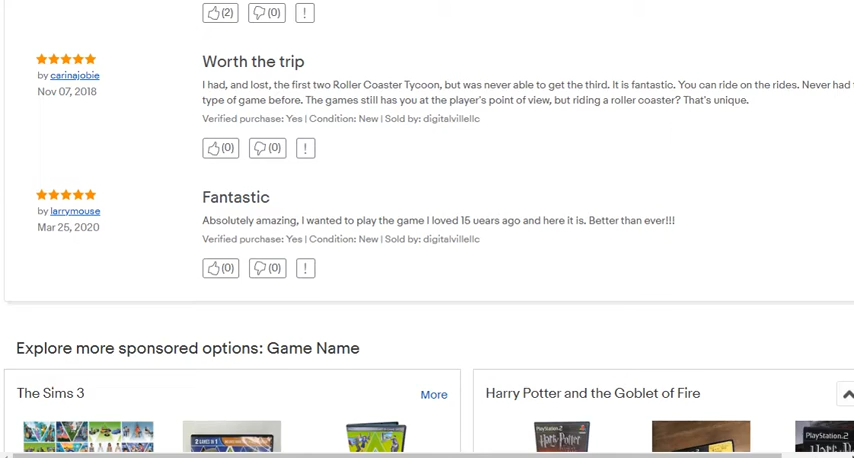 (2) (0) !
Worth the trip
by carinajobie
Nov 07, 2018
I had, and lost, the first two Roller Coaster Tycoon, but was never able to get the third. It is fantastic. You can ride on the rides. Never had
type of game before. The games still has you at the player's point of view, but riding a roller coaster? That's unique.
Verified purchase: Yes | Condition: New | Sold by: digitalvillellc
(0) (0) !
Fantastic
by larrymouse
Mar 25, 2020
Absolutely amazing, I wanted to play the game I loved 15 uears ago and here it is. Better than ever!!!
Verified purchase: Yes | Condition: New | Sold by: digitalvillellc
(0) (0) !
Explore more sponsored options: Game Name
The Sims 3
More
Harry Potter and the Goblet of Fire
PlayStation 2
PlayStation 2